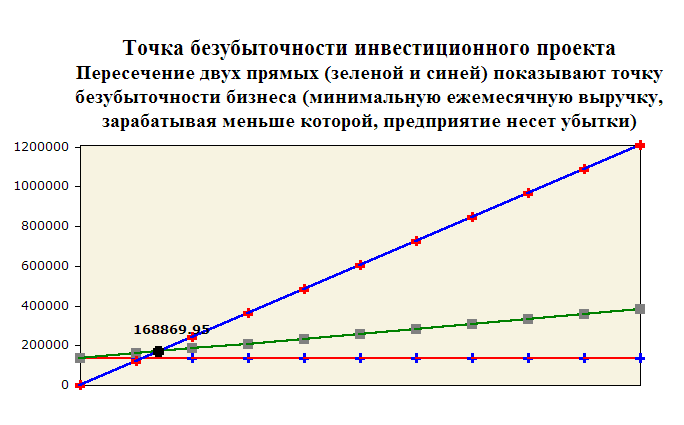 Точка безубыточности инвестиционного проекта
Пересечение двух прямых (зеленой и синей) показывают точку
безубыточности бизнеса (минимальную ежемесячную выручку,
зарабатывая меньше которой, предприятие несет убытки)
1200000
1000000
800000
600000
400000
200000
0
168869.95